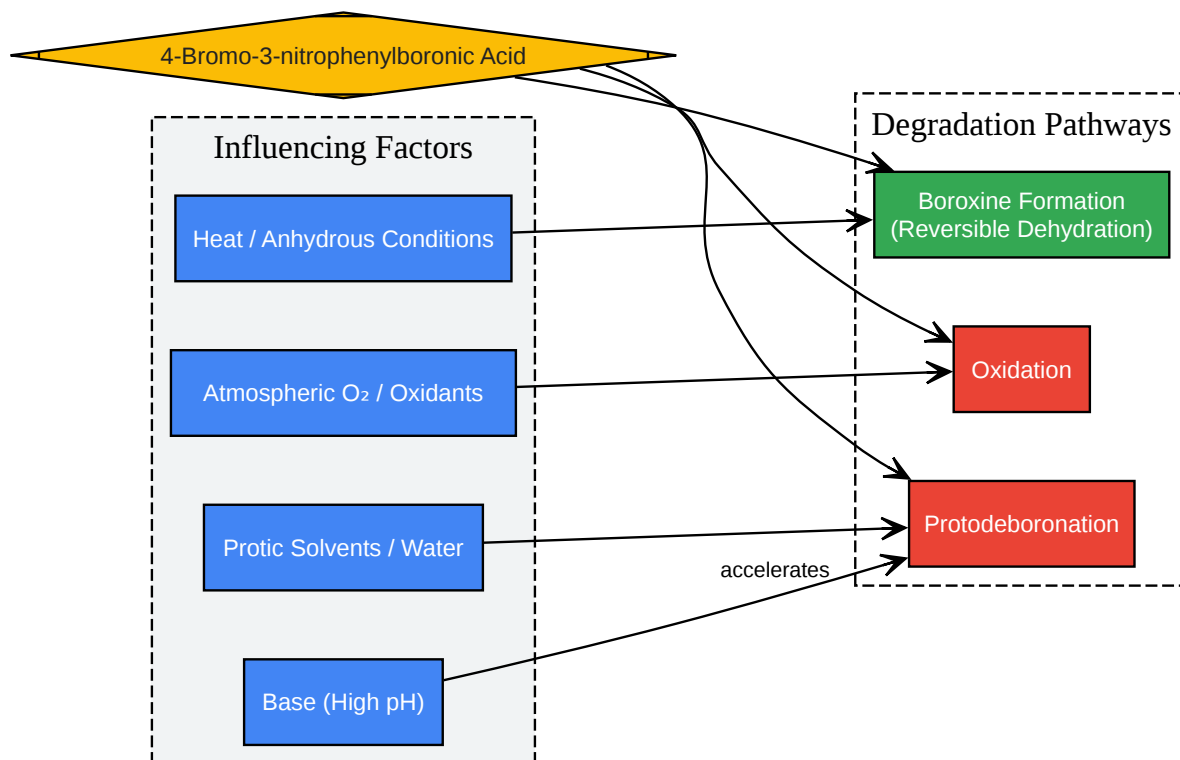 4-Bromo-3-nitrophenylboronic Acid
Influencing Factors
Heat / Anhydrous Conditions
Atmospheric O₂ / Oxidants
Protic Solvents / Water
Base (High pH)
accelerates
Degradation Pathways
Boroxine Formation
(Reversible Dehydration)
Oxidation
Protodeboronation